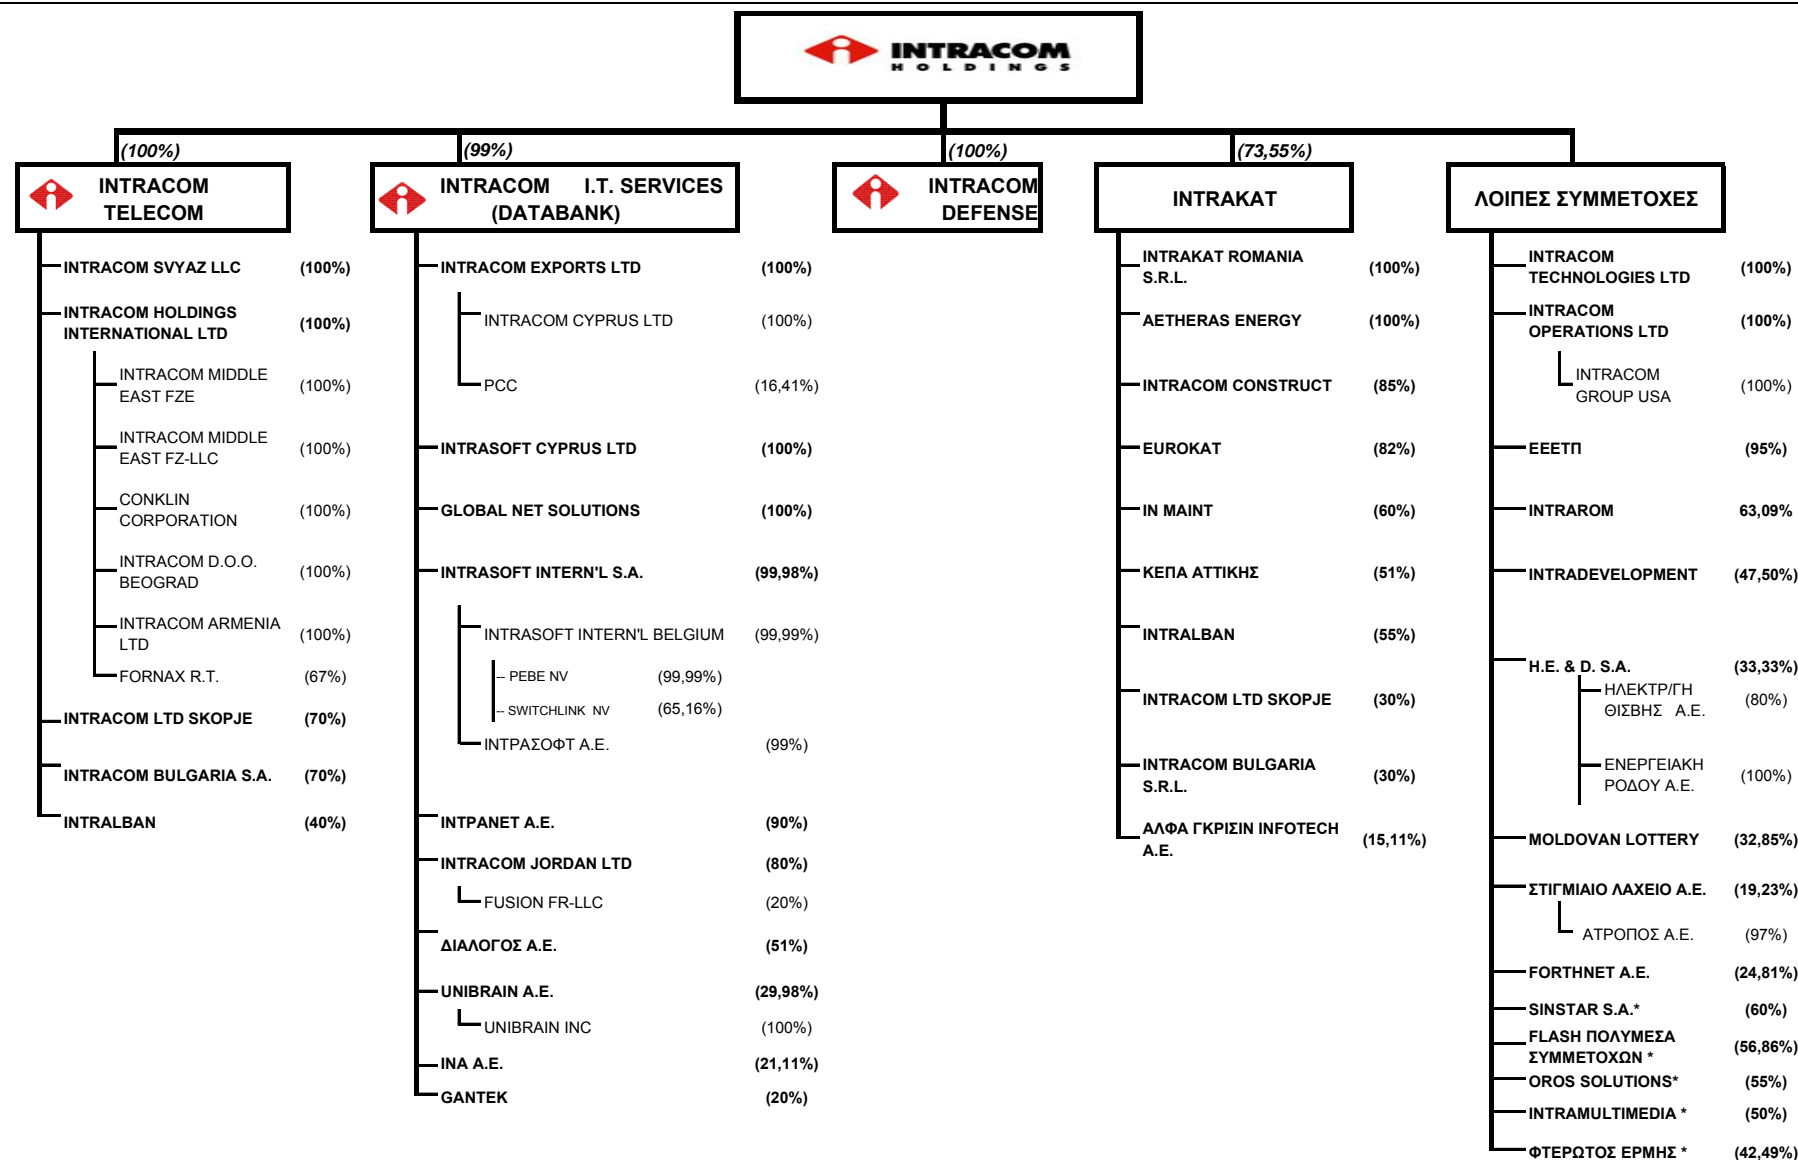 INTRACOM
HOLDINGS
(100%)
(99%)
(100%)
(73,55%)
INTRACOM
TELECOM
INTRACOM I.T. SERVICES
(DATABANK)
INTRACOM
DEFENSE
INTRAKAT
ΛΟΙΠΕΣ ΣΥΜΜΕΤΟΧΕΣ
INTRACOM SVYAZ LLC (100%)
INTRACOM HOLDINGS
INTERNATIONAL LTD (100%)
INTRACOM MIDDLE
EAST FZE (100%)
INTRACOM MIDDLE
EAST FZ-LLC (100%)
CONKLIN
CORPORATION (100%)
INTRACOM D.O.O.
BEOGRAD (100%)
INTRACOM ARMENIA
LTD (100%)
FORNAX R.T. (67%)
INTRACOM LTD SKOPJE (70%)
INTRACOM BULGARIA S.A. (70%)
INTRALBAN (40%)
INTRACOM EXPORTS LTD (100%)
INTRACOM CYPRUS LTD (100%)
PCC (16,41%)
INTRASOFT CYPRUS LTD (100%)
GLOBAL NET SOLUTIONS (100%)
INTRASOFT INTERN'L S.A. (99,98%)
INTRASOFT INTERN'L BELGIUM (99,99%)
-- PEBE NV (99,99%)
-- SWITCHLINK NV (65,16%)
ΙΝΤΡΑΣΟΦΤ Α.Ε. (99%)
ΙΝΤΡΑΝΕΤ Α.Ε. (90%)
INTRACOM JORDAN LTD (80%)
FUSION FR-LLC (20%)
ΔΙΑΛΟΓΟΣ Α.Ε. (51%)
UNIBRAIN Α.Ε. (29,98%)
UNIBRAIN INC (100%)
INA Α.Ε. (21,11%)
GANTEK (20%)
INTRAKAT ROMANIA
S.R.L. (100%)
AETHERAS ENERGY (100%)
INTRACOM CONSTRUCT (85%)
EUROKAT (82%)
IN MAINT (60%)
ΚΕΠΑ ΑΤΤΙΚΗΣ (51%)
INTRALBAN (55%)
INTRACOM LTD SKOPJE (30%)
INTRACOM BULGARIA
S.R.L. (30%)
ΑΛΦΑ ΓΚΡΙΣΙΝ INFOTECH
Α.Ε. (15,11%)
INTRACOM
TECHNOLOGIES LTD (100%)
INTRACOM
OPERATIONS LTD (100%)
INTRACOM
GROUP USA (100%)
ΕΕΕΤΠ (95%)
INTRAROM 63,09%
INTRADEVELOPMENT (47,50%)
H.E. & D. S.A. (33,33%)
ΗΛΕΚΤΡ/ΓΗ
ΘΙΣΒΗΣ Α.Ε. (80%)
ΕΝΕΡΓΕΙΑΚΗ
ΡΟΔΟΥ Α.Ε. (100%)
MOLDOVAN LOTTERY (32,85%)
ΣΤΙΓΜΙΑΙΟ ΛΑΧΕΙΟ Α.Ε. (19,23%)
ΑΤΡΟΠΟΣ Α.Ε. (97%)
FORTHNET Α.Ε. (24,81%)
SINSTAR S.A.* (60%)
FLASH ΠΟΛΥΜΕΣΑ
ΣΥΜΜΕΤΟΧΩΝ * (56,86%)
OROS SOLUTIONS* (55%)
INTRAMULTIMEDIA * (50%)
ΦΤΕΡΩΤΟΣ ΕΡΜΗΣ * (42,49%)